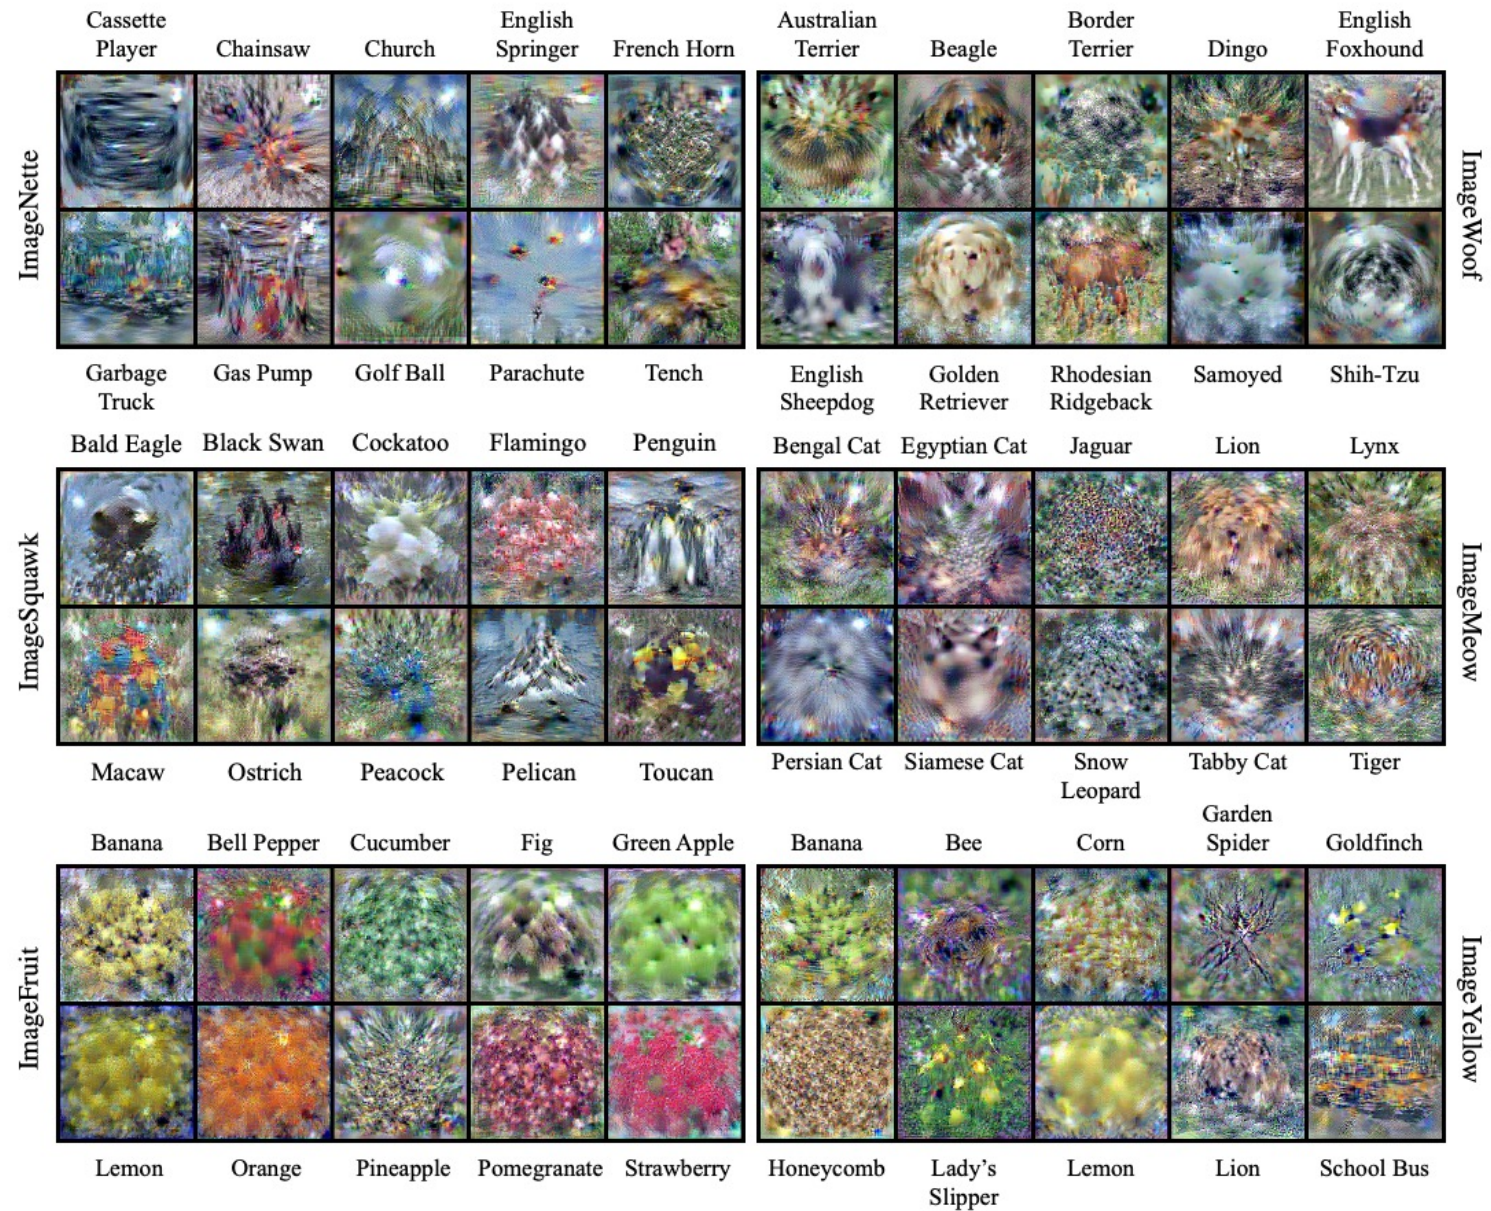 Cassette Player
Chainsaw
Church
English Springer
French Horn
Australian Terrier
Beagle
Border Terrier
Dingo
English Foxhound
ImageNette
ImageWoof
Garbage Truck
Gas Pump
Golf Ball
Parachute
Tench
English Sheepdog
Golden Retriever
Rhodesian Ridgeback
Samoyed
Shih-Tzu
Bald Eagle
Black Swan
Cockatoo
Flamingo
Penguin
Bengal Cat
Egyptian Cat
Jaguar
Lion
Lynx
ImageSquawk
ImageMeow
Macaw
Ostrich
Peacock
Pelican
Toucan
Persian Cat
Siamese Cat
Snow Leopard
Tabby Cat
Tiger
Banana
Bell Pepper
Cucumber
Fig
Green Apple
Banana
Bee
Corn
Garden Spider
Goldfinch
ImageFruit
ImageYellow
Lemon
Orange
Pineapple
Pomegranate
Strawberry
Honeycomb
Lady's Slipper
Lemon
Lion
School Bus